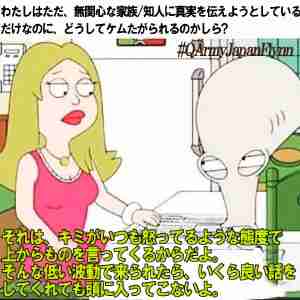 わたしはただ、無関心な家族/知人に真実を伝えようとしている
だけなのに、どうしてケムたがられるのかしら?
#QArmyJapanFlynn
それは、キミがいつも怒ってるような態度で
上からものを言ってくるからだよ。
そんな低い波動で来られたら、いくら良い話を
してくれても頭に入ってこないよ。